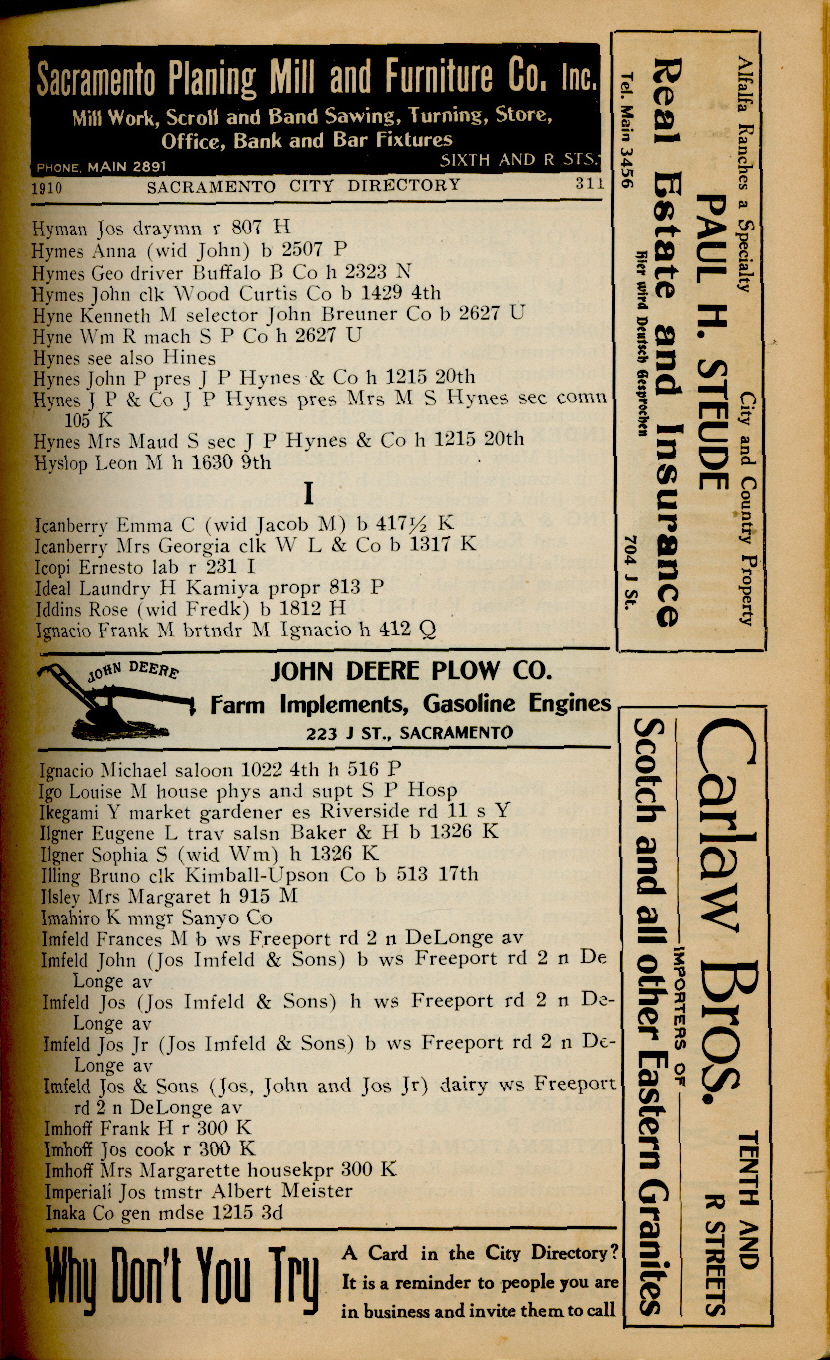 Sacramento Planing Mill and Furniture Co. Inc.
Mill Work, Scroll and Band Sawing, Turning, Store,
Office, Bank and Bar Fixtures
PHONE, MAIN 2891 SIXTH AND R STS.
1910 SACRAMENTO CITY DIRECTORY 311
Hyman Jos draymn r 807 H
Hymes Anna (wid John) b 2507 P
Hymes Geo driver Buffalo B Co h 2323 N
Hymes John clk Wood Curtis Co b 1429 4th
Hyne Kenneth M selector John Breuner Co b 2627 U
Hyne Wm R mach S P Co h 2627 U
Hynes see also Hines
Hynes John P pres J P Hynes & Co h 1215 20th
Hynes J P & Co J P Hynes pres Mrs M S Hynes sec comn
105 K
Hynes Mrs Maud S sec J P Hynes & Co h 1215 20th
Hyslop Leon M h 1630 9th
I
Icanberry Emma C (wid Jacob M) b 417½ K
Icanberry Mrs Georgia clk W L & Co b 1317 K
Icopi Ernesto lab r 231 I
Ideal Laundry H Kamiya propr 813 P
Iddins Rose (wid Fredk) b 1812 H
Ignacio Frank M brtndr M Ignacio h 412 Q
JOHN DEERE
JOHN DEERE PLOW CO.
Farm Implements, Gasoline Engines
223 J ST., SACRAMENTO
Ignacio Michael saloon 1022 4th h 516 P
Igo Louise M house phys and supt S P Hosp
Ikegami Y market gardener es Riverside rd 11 s Y
Ilgner Eugene L trav salsn Baker & H b 1326 K
Ilgner Sophia S (wid Wm) h 1326 K
Illing Bruno clk Kimball-Upson Co b 513 17th
Ilsley Mrs Margaret h 915 M
Imahiro K mngr Sanyo Co
Imfeld Frances M b ws Freeport rd 2 n DeLonge av
Imfeld John (Jos Imfeld & Sons) b ws Freeport rd 2 n De
Longe av
Imfeld Jos (Jos Imfeld & Sons) h ws Freeport rd 2 n De-
Longe av
Imfeld Jos Jr (Jos Imfeld & Sons) b ws Freeport rd 2 n De-
Longe av
Imfeld Jos & Sons (Jos, John and Jos Jr) dairy ws Freeport
rd 2 n DeLonge av
Imhoff Frank H r 300 K
Imhoff Jos cook r 300 K
Imhoff Mrs Margarette housekpr 300 K
Imperiali Jos tmstr Albert Meister
Inaka Co gen mdse 1215 3d
Why Don't You Try
A Card in the City Directory?
It is a reminder to people you are
in business and invite them to call
Alfalfa Ranches a Specialty City and Country Property
PAUL H. STEUDE
Real Estate and Insurance
Hier wird Deutsch Gesprochen
Tel. Main 3456 704 J St.
Carlaw Bros. TENTH AND
R STREETS
IMPORTERS OF
Scotch and all other Eastern Granites